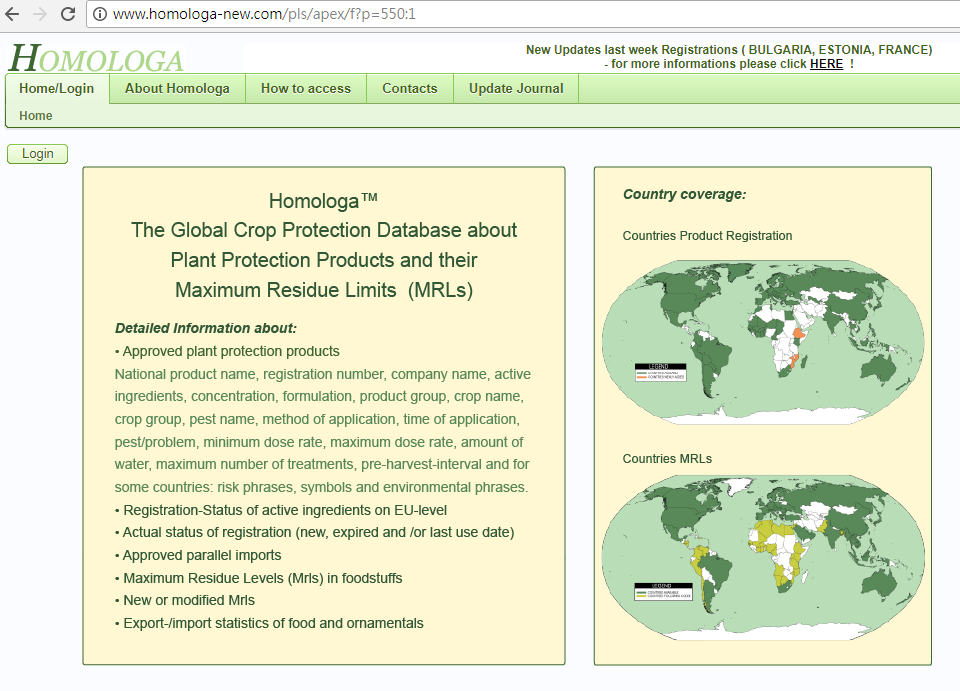 www.homologa-new.com/pls/apex/f?p=550:1
HOMOLOGA
New Updates last week Registrations ( BULGARIA, ESTONIA, FRANCE)
- for more informations please click HERE !
Home/Login
About Homologa
How to access
Contacts
Update Journal
Home
Login
Homologa™
The Global Crop Protection Database about
Plant Protection Products and their
Maximum Residue Limits (MRLs)
Detailed Information about:
• Approved plant protection products
National product name, registration number, company name, active
ingredients, concentration, formulation, product group, crop name,
crop group, pest name, method of application, time of application,
pest/problem, minimum dose rate, maximum dose rate, amount of
water, maximum number of treatments, pre-harvest-interval and for
some countries: risk phrases, symbols and environmental phrases.
• Registration-Status of active ingredients on EU-level
• Actual status of registration (new, expired and /or last use date)
• Approved parallel imports
• Maximum Residue Levels (Mrls) in foodstuffs
• New or modified Mrls
• Export-/import statistics of food and ornamentals
Country coverage:
Countries Product Registration
LEGEND
Countries MRLs
LEGEND